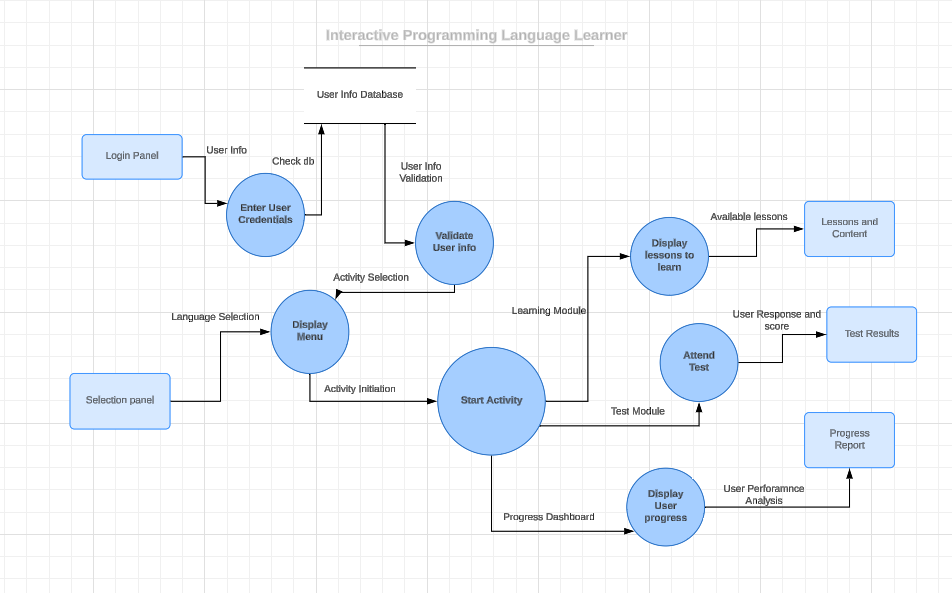 Interactive Programming Language Learner
User Info Database
Login Panel
User Info
Check db
User Info
Validation
Enter User
Credentials
Validate
User info
Available lessons
Lessons and
Content
Display
lessons to
learn
Activity Selection
Language Selection
Display
Menu
Learning Module
User Response and
score
Test Results
Attend
Test
Selection panel
Activity Initiation
Start Activity
Test Module
Progress
Report
Display
User
progress
User Perforamnce
Analysis
Progress Dashboard